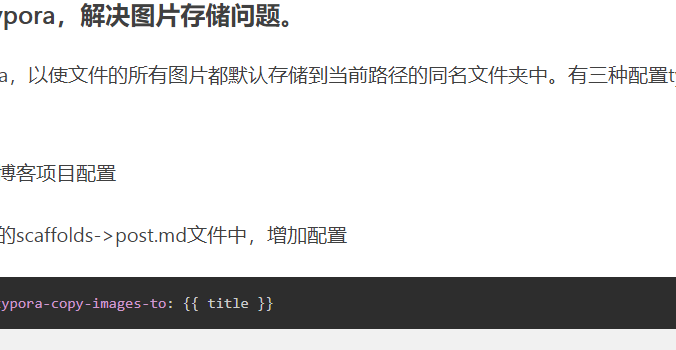 ypora，解决图片存储问题。
a，以使文件的所有图片都默认存储到当前路径的同名文件夹中。有三种配置ty
博客项目配置
的scaffolds->post.md文件中，增加配置
ypora-copy-images-to: {{ title }}